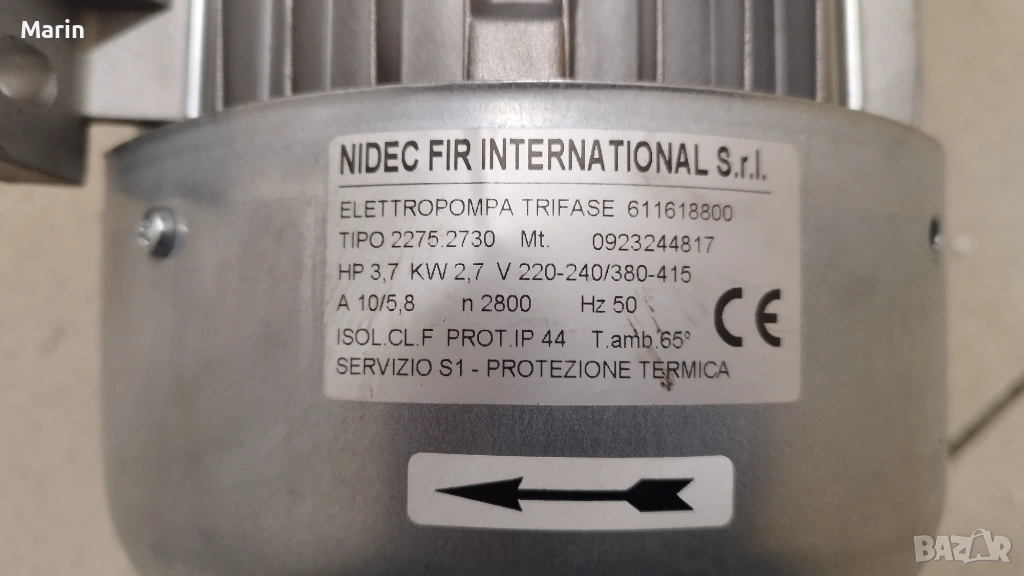 Marin
NIDEC FIR INTERNATIONAL S.r.l.
ELETTROPOMPA TRIFASE 611618800
TIPO 2275.2730 Mt. 0923244817
HP 3,7 KW 2,7 V 220-240/380-415
A 10/5,8 n 2800 Hz 50
ISOL.CL.F PROT.IP 44 T.amb.65°
SERVIZIO S1 - PROTEZIONE TERMICA
CE
BAZAR